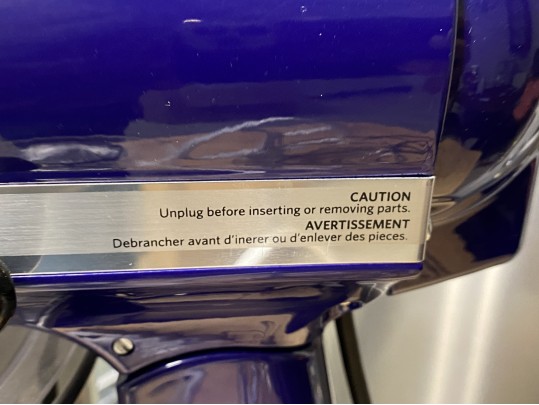 CAUTION
Unplug before inserting or removing parts.
AVERTISSEMENT
Debrancher avant d'inerer ou d'enlever des pieces.